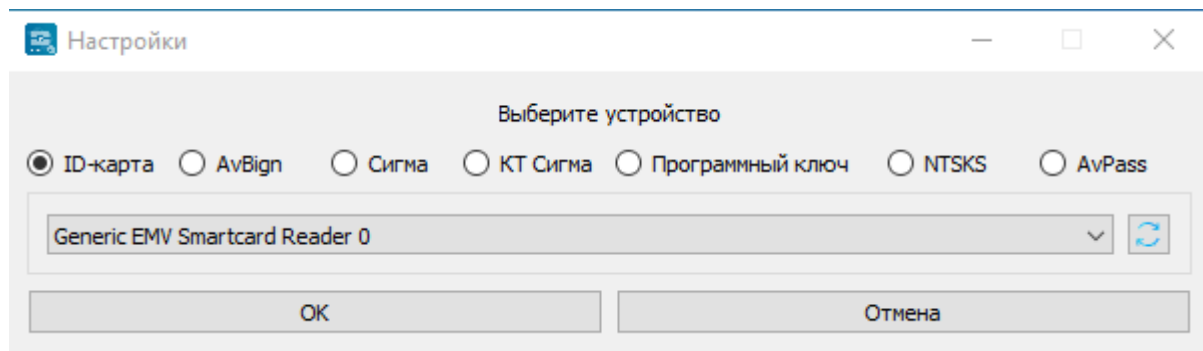 Настройки
Выберите устройство
ID-карта AvBign Сигма КТ Сигма Программный ключ NTSKS AvPass
Generic EMV Smartcard Reader 0
OK Отмена